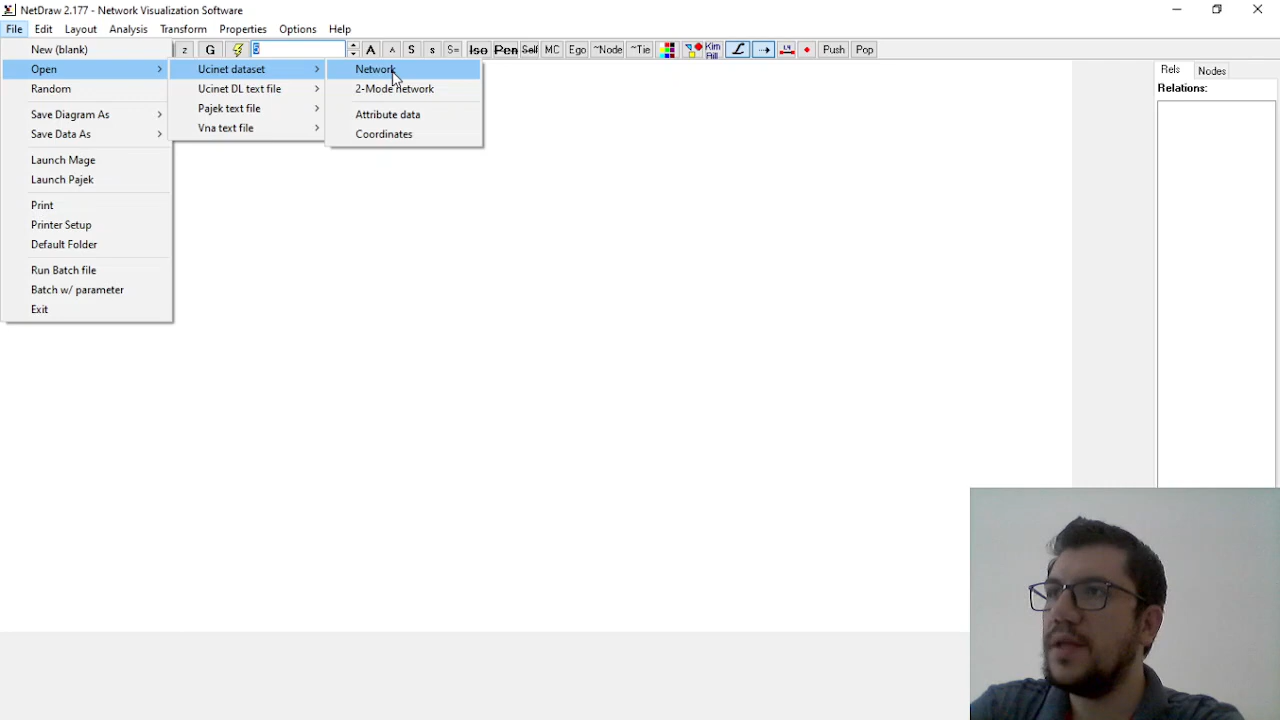 NetDraw 2.177 - Network Visualization Software
File Edit Layout Analysis Transform Properties Options Help
z G 5 A A S s S= Iso Pen Self MC Ego ~Node ~Tie Kim Bill Push Pop
New (blank)
Open
Random
Save Diagram As
Save Data As
Launch Mage
Launch Pajek
Print
Printer Setup
Default Folder
Run Batch file
Batch w/ parameter
Exit
Ucinet dataset
Ucinet DL text file
Pajek text file
Vna text file
Network
2-Mode network
Attribute data
Coordinates
Rels Nodes
Relations: